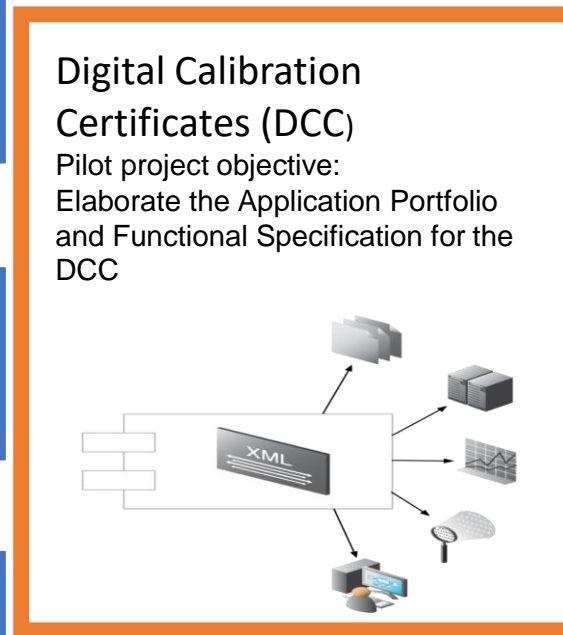 Digital Calibration
Certificates (DCC)
Pilot project objective:
Elaborate the Application Portfolio
and Functional Specification for the
DCC
XML